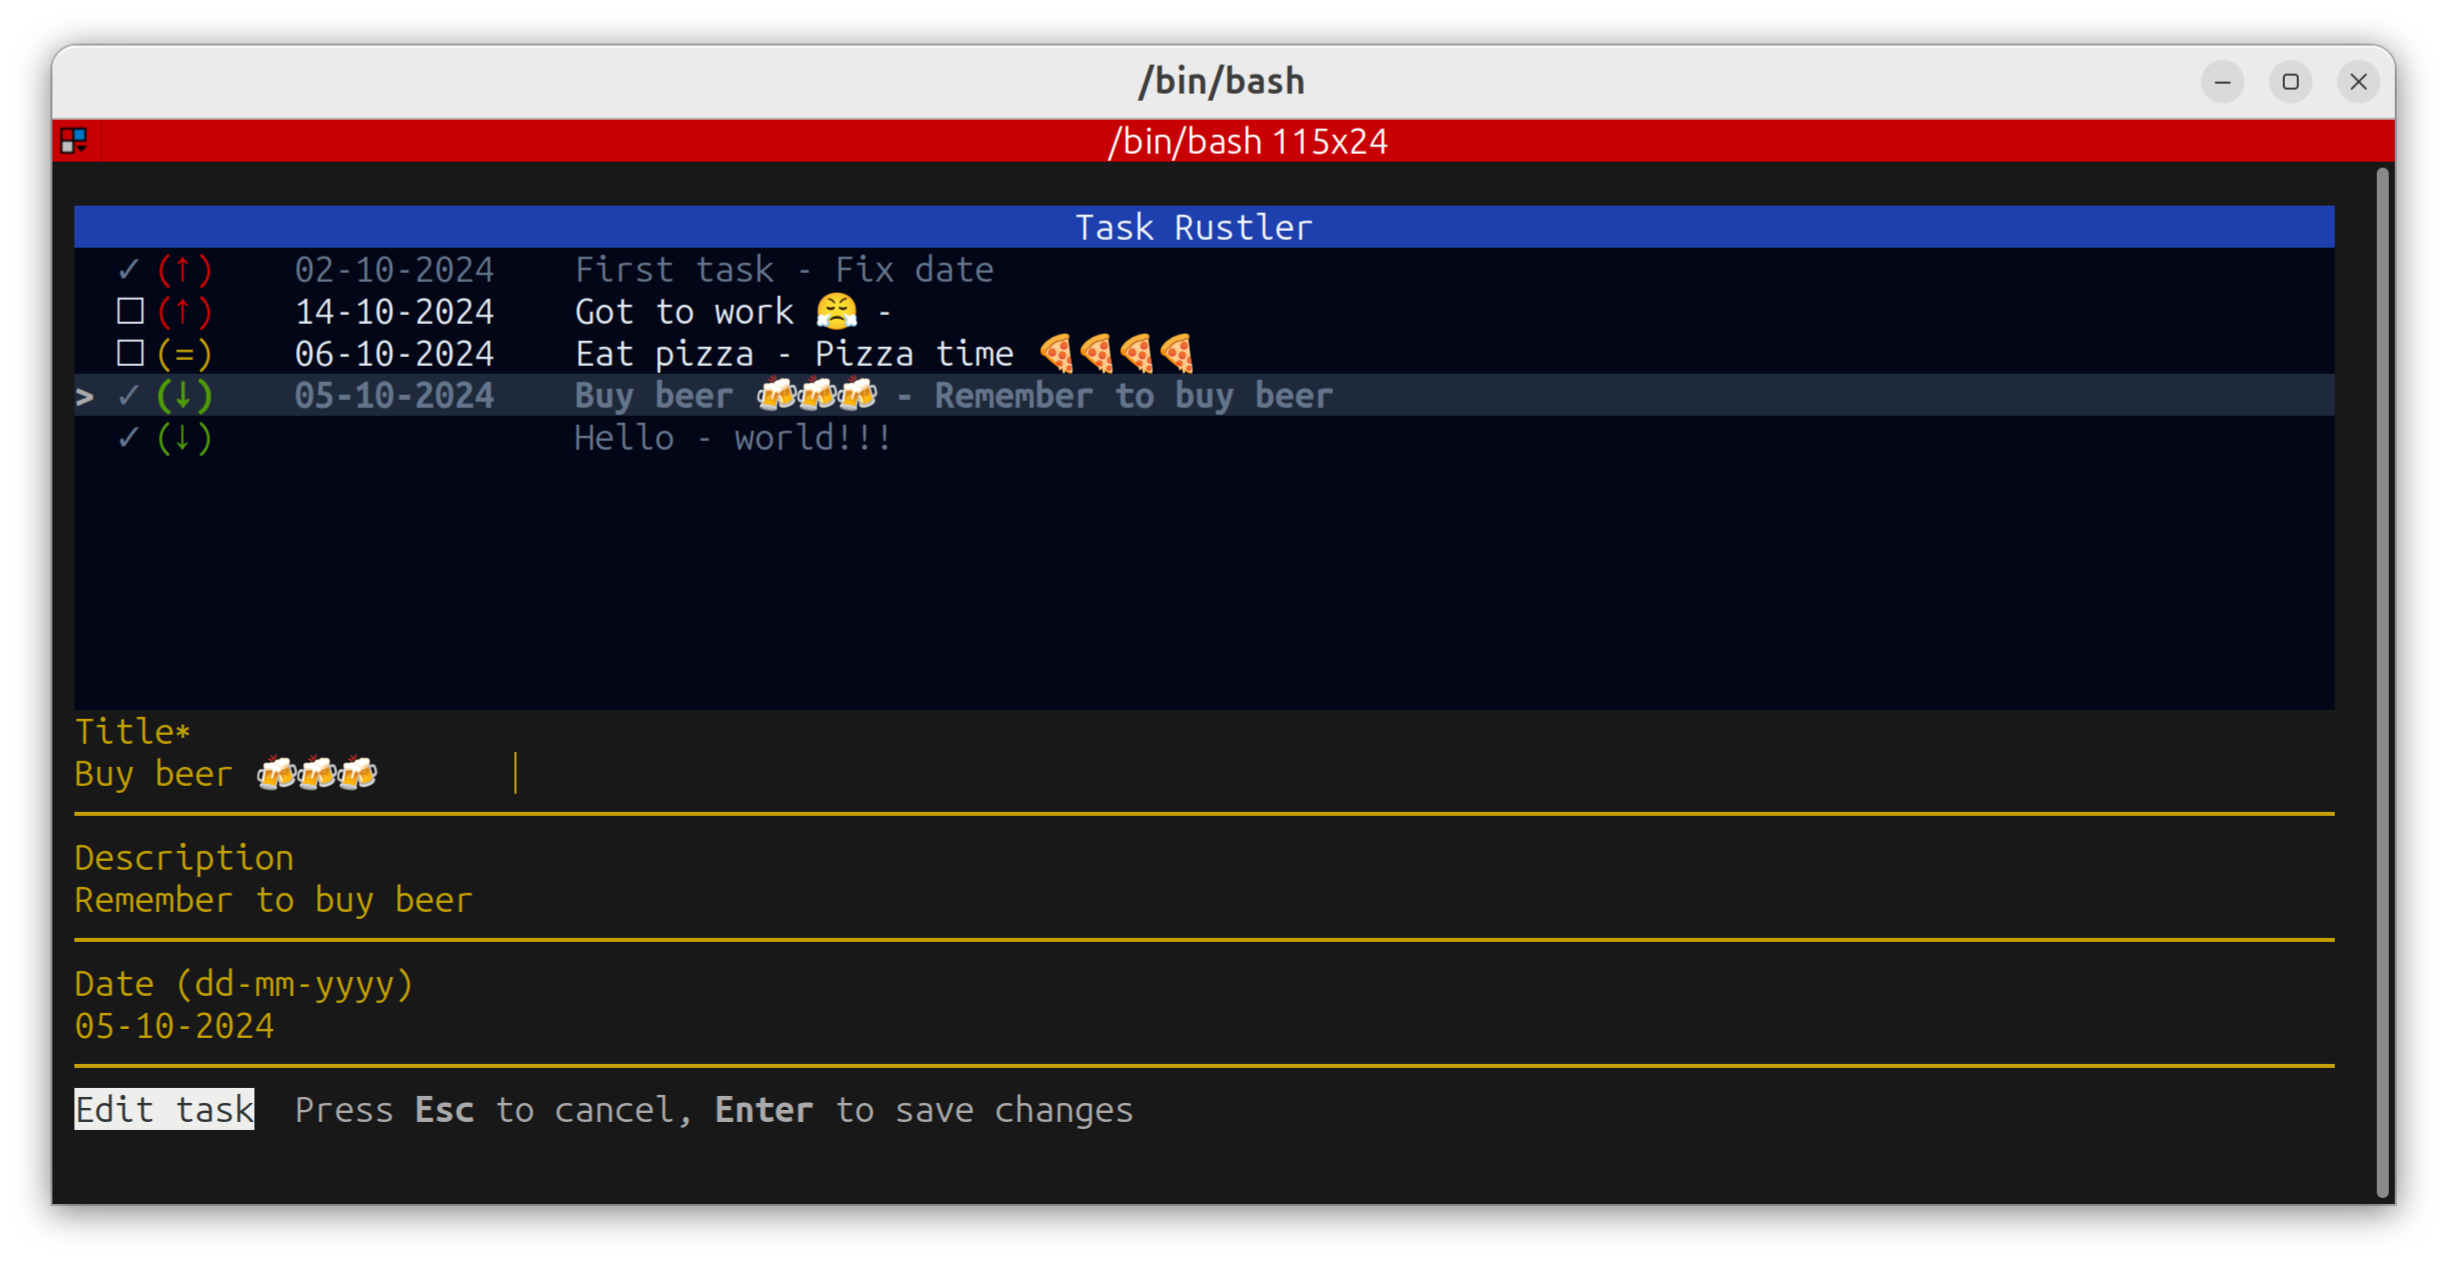 /bin/bash
/bin/bash 115x24
Task Rustler
✓ (↑) 02-10-2024 First task - Fix date
☐ (↑) 14-10-2024 Got to work 😤 -
☐ (=) 06-10-2024 Eat pizza - Pizza time 🍕🍕🍕🍕
> ✓ (↓) 05-10-2024 Buy beer 🍻🍻🍻 - Remember to buy beer
✓ (↓) Hello - world!!!
Title*
Buy beer 🍻🍻🍻
Description
Remember to buy beer
Date (dd-mm-yyyy)
05-10-2024
Edit task Press Esc to cancel, Enter to save changes